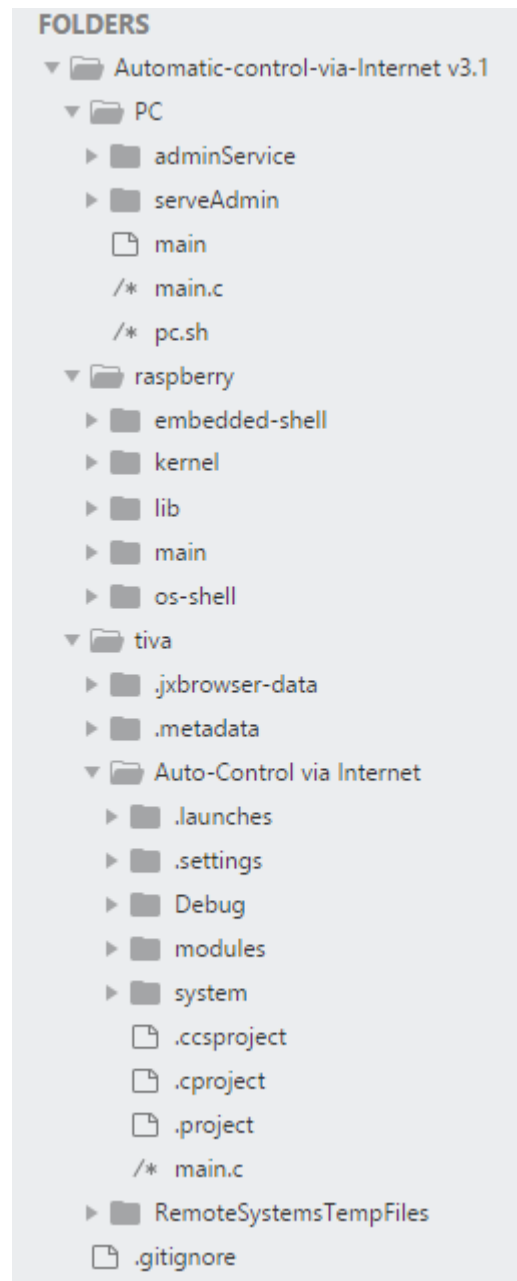 FOLDERS
Automatic-control-via-Internet v3.1
PC
adminService
serveAdmin
main
/* main.c
/* pc.sh
raspberry
embedded-shell
kernel
lib
main
os-shell
tiva
.jxbrowser-data
.metadata
Auto-Control via Internet
.launches
.settings
Debug
modules
system
.ccsproject
.cproject
.project
/* main.c
RemoteSystemsTempFiles
.gitignore